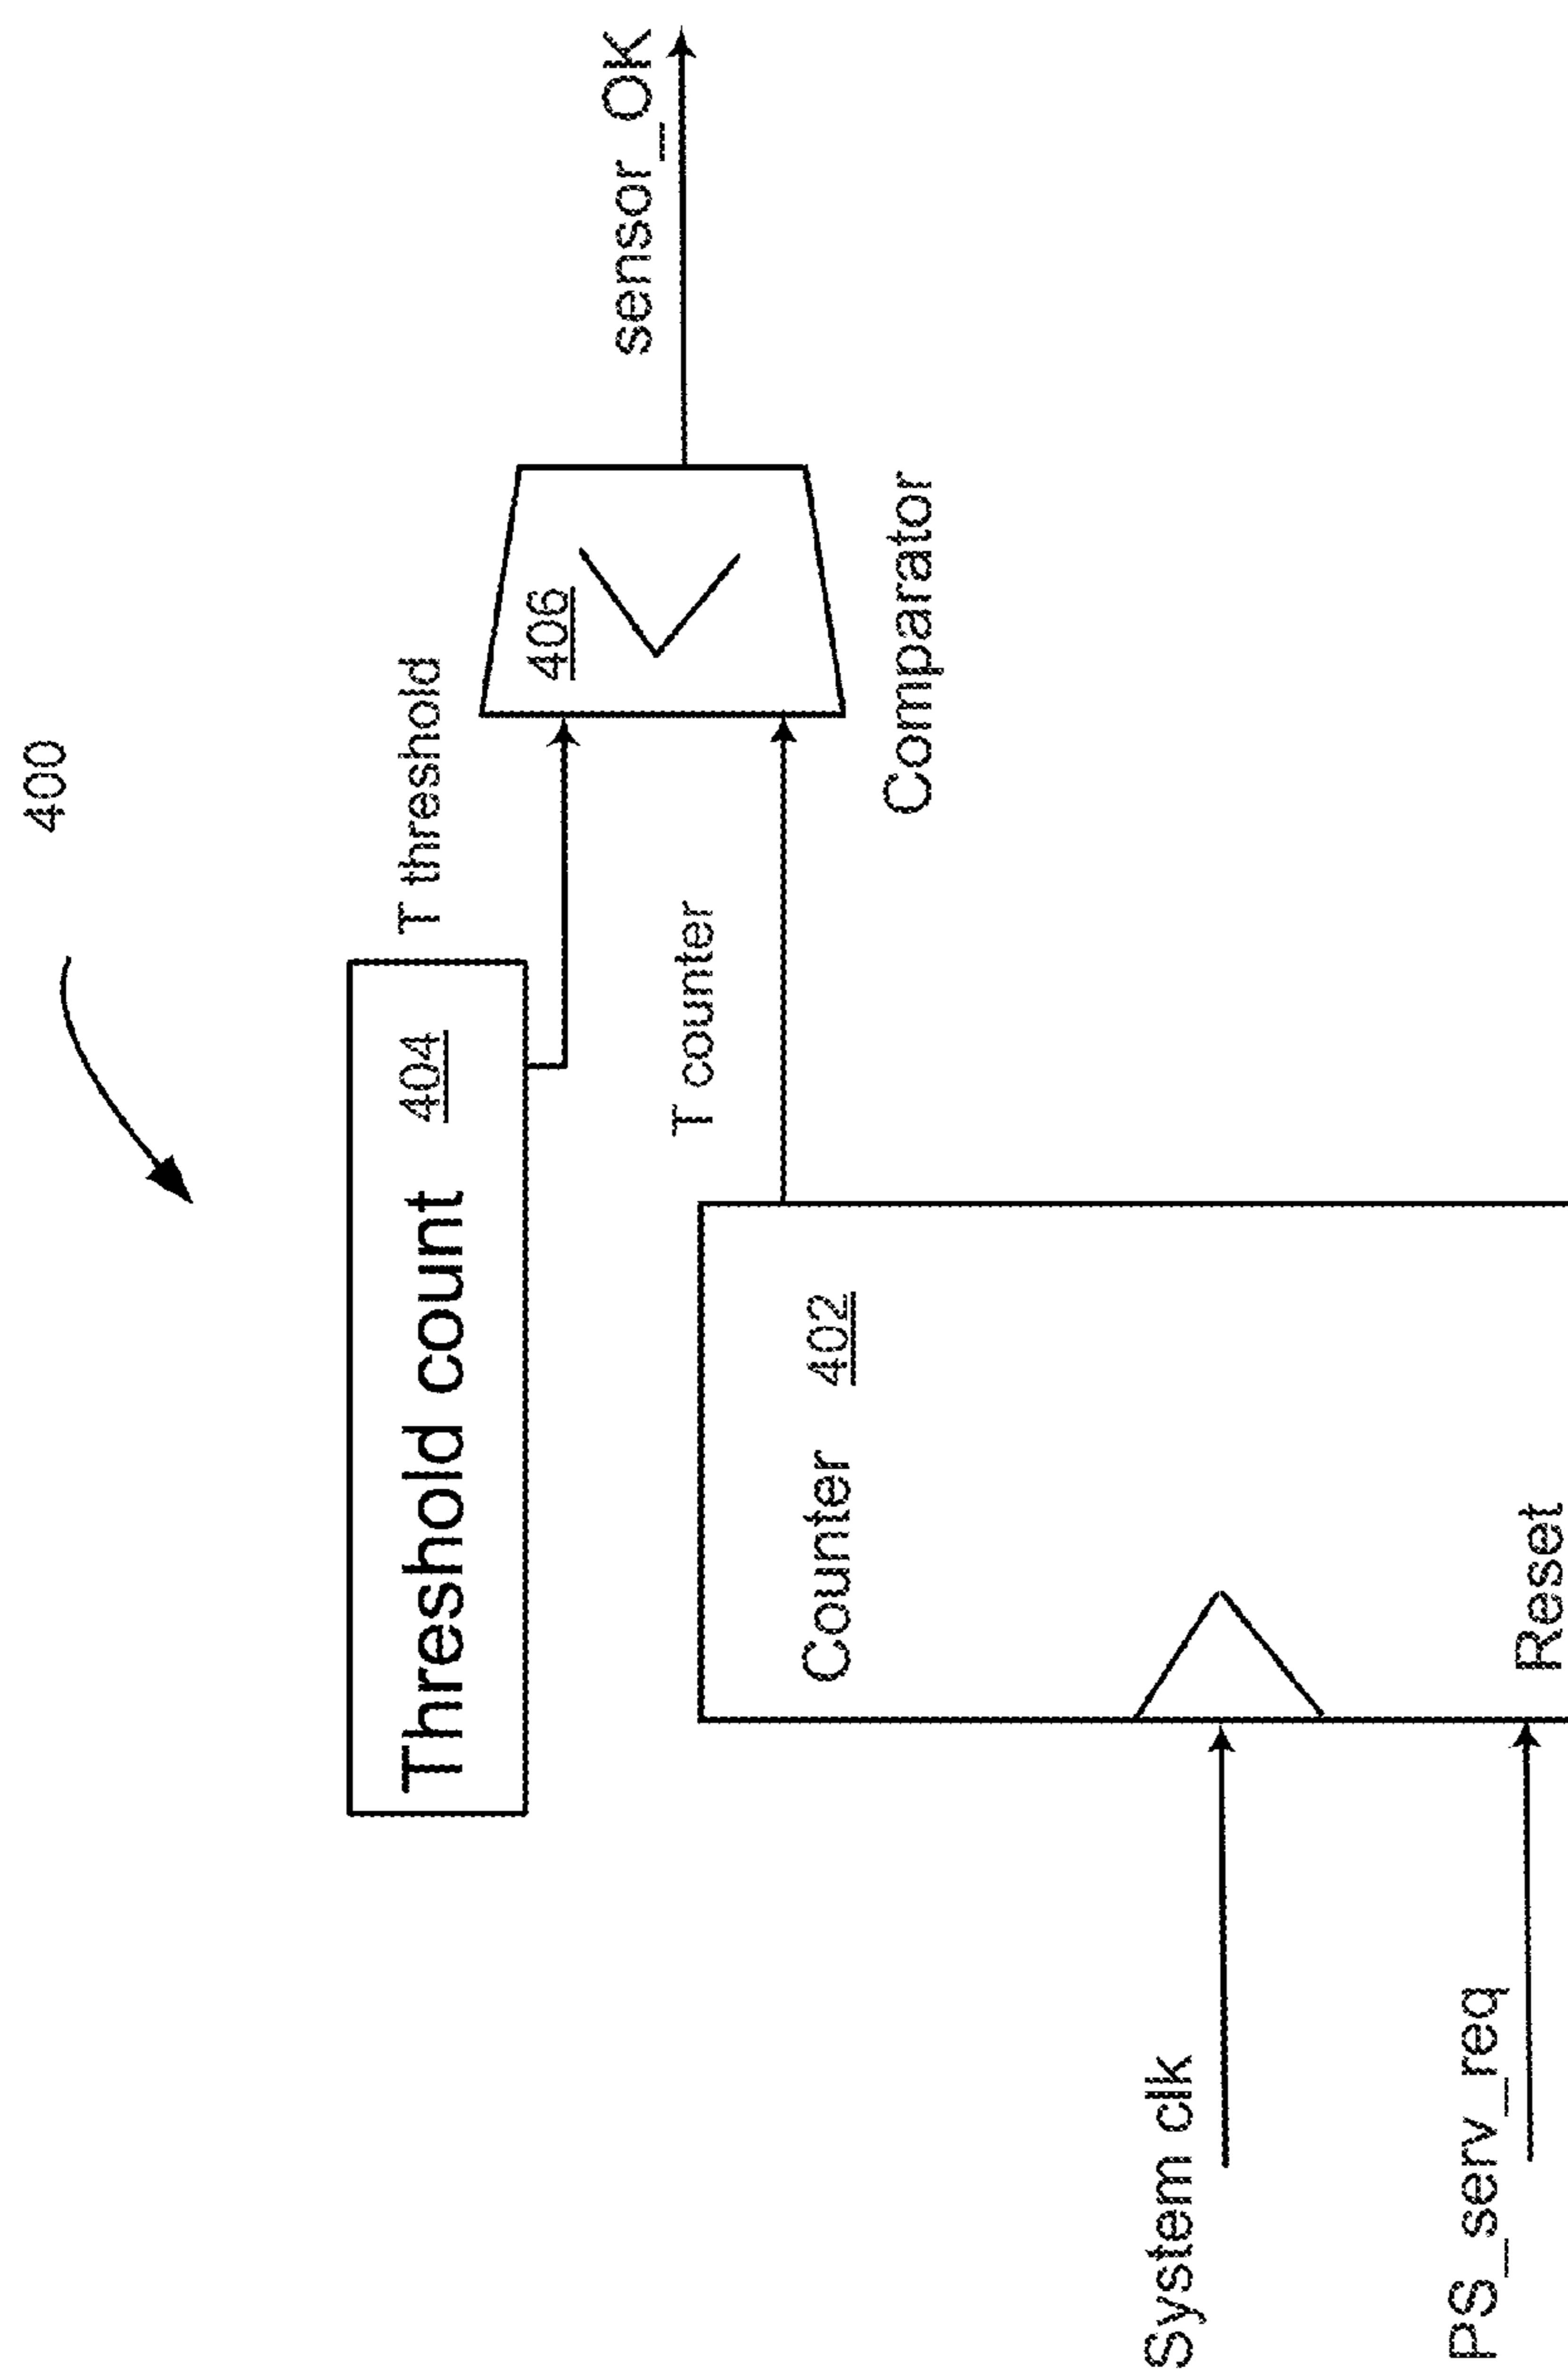 400
Threshold count 404
T threshold
406
sensor_OK
T counter
Comparator
Counter 402
System clk
PS_serv_req
Reset